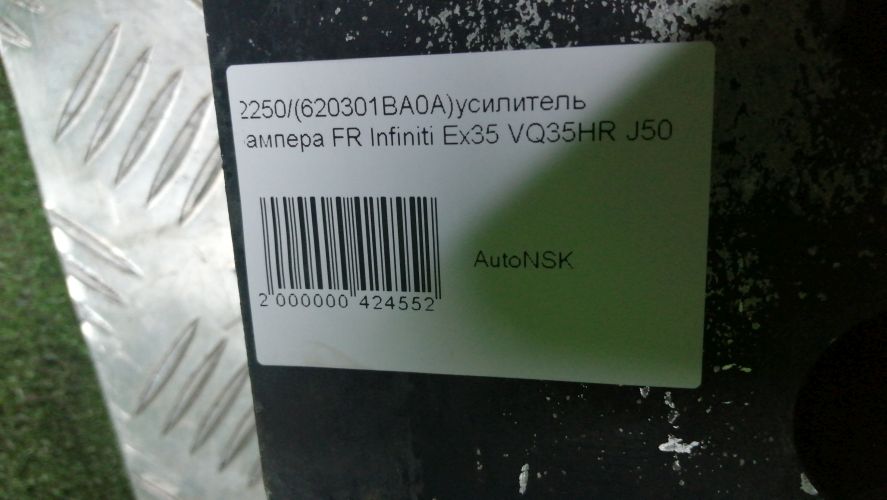 2250/(620301BA0A)усилитель
ампера FR Infiniti Ex35 VQ35HR J50
AutoNSK
2 000000 424552